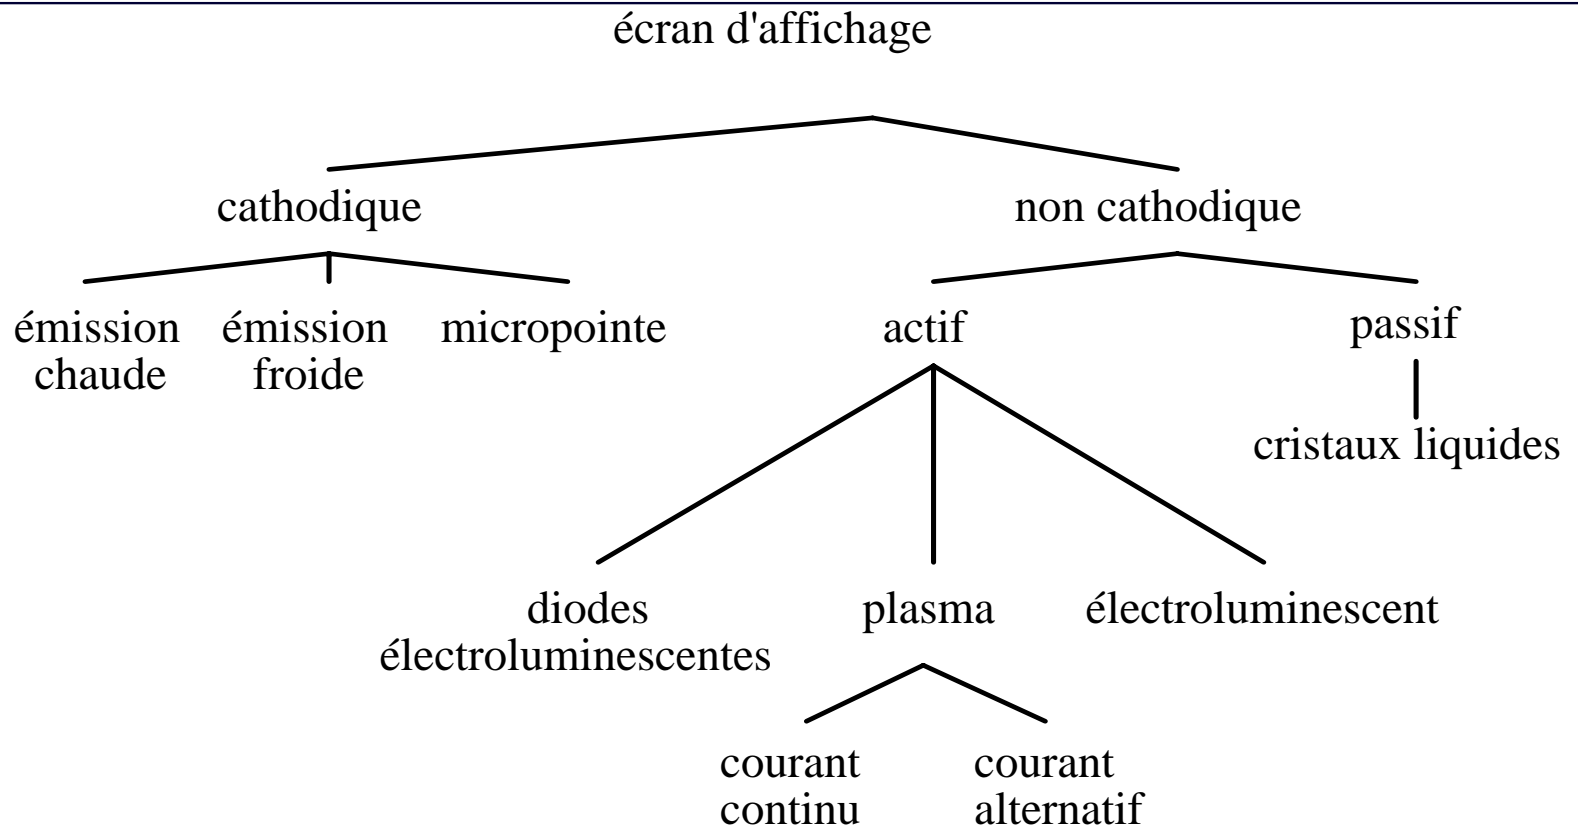 écran d'affichage
cathodique
non cathodique
émission
chaude
émission
froide
micropointe
actif
passif
cristaux liquides
diodes
électroluminescentes
plasma
électroluminescent
courant
continu
courant
alternatif